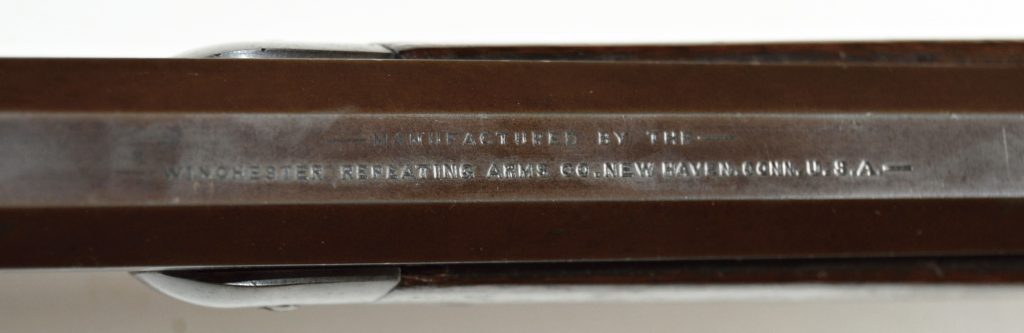 —MANUFACTURED BY THE—
—WINCHESTER REPEATING ARMS CO. NEW HAVEN. CONN. U. S. A.—